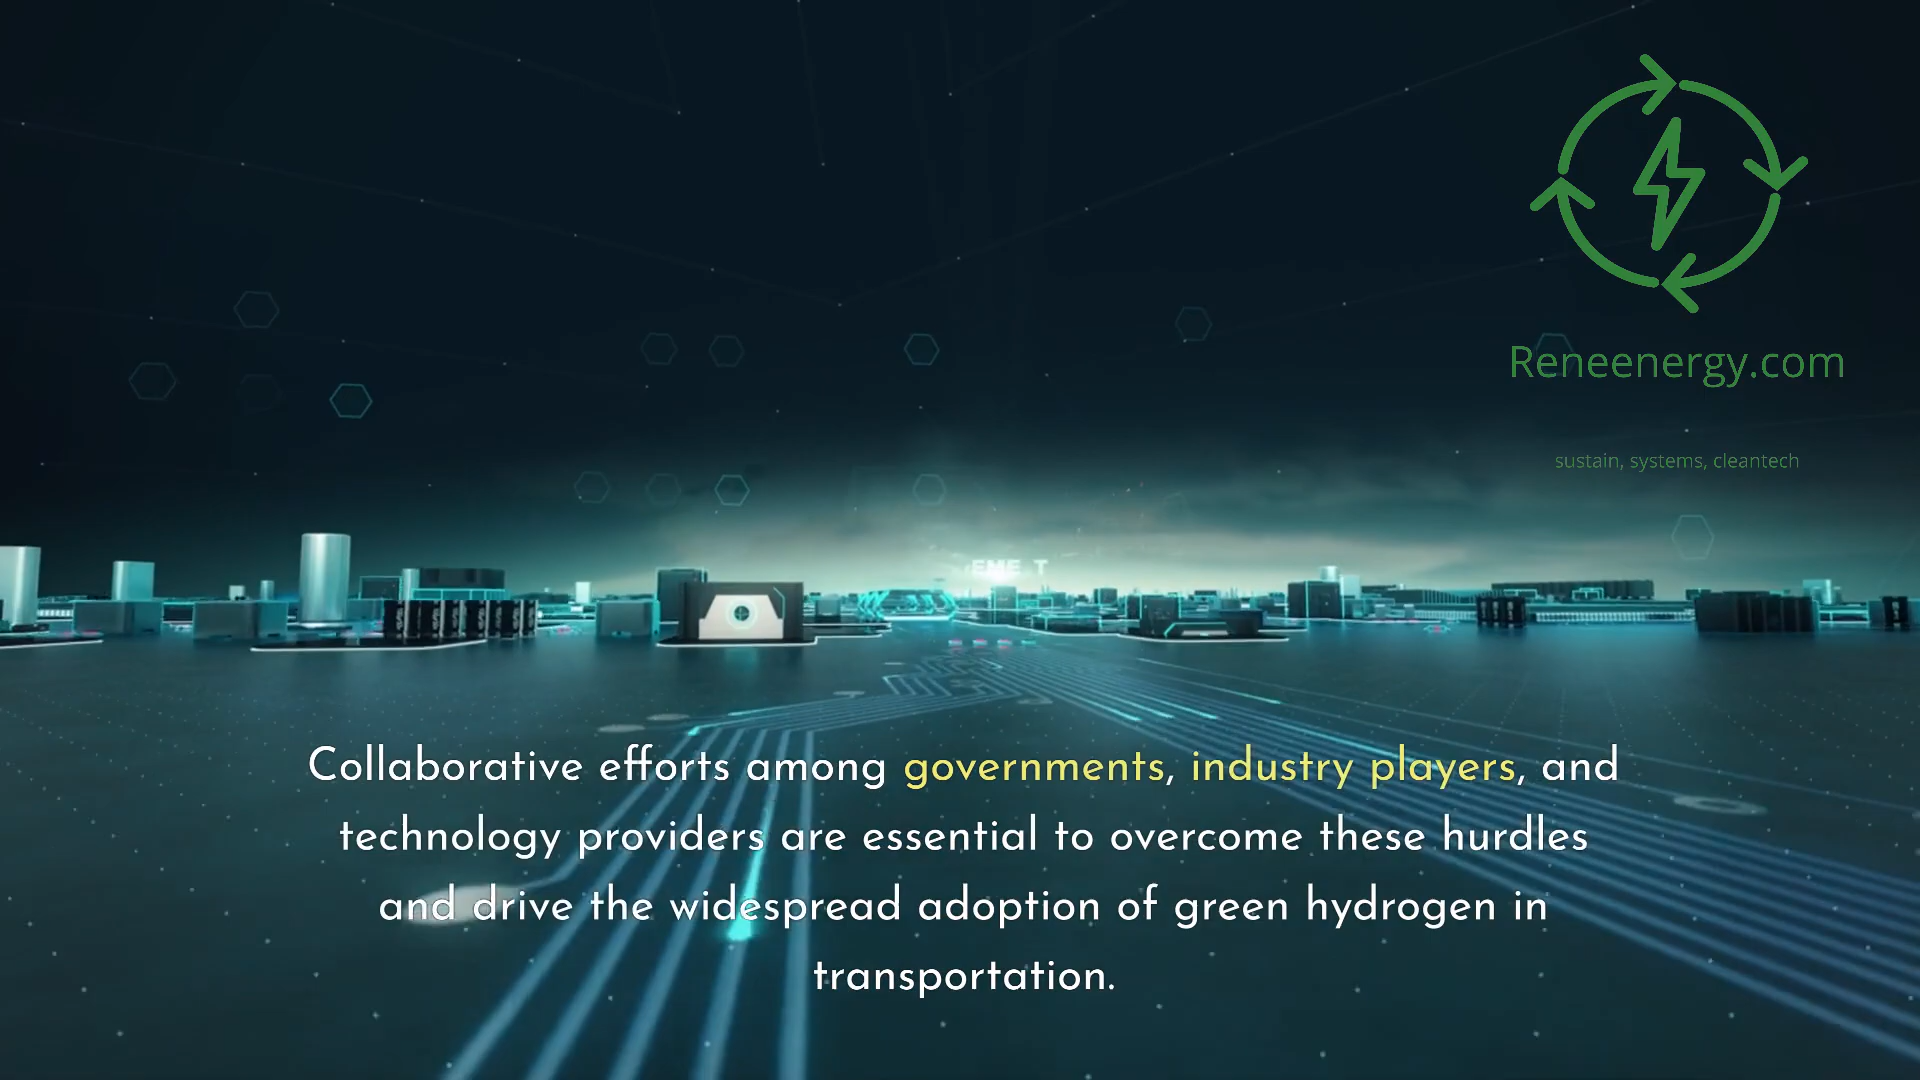 Reneenergy.com
sustain, systems, cleantech
Collaborative efforts among governments, industry players, and
technology providers are essential to overcome these hurdles
and drive the widespread adoption of green hydrogen in
transportation.